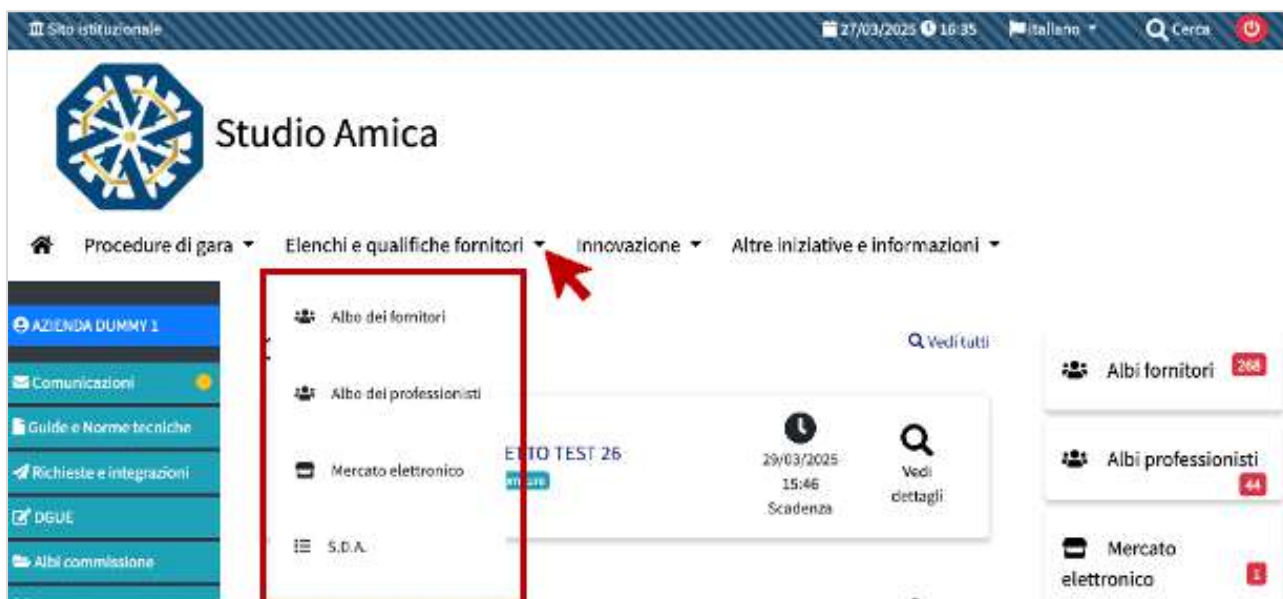 Sito istituzionale
27/03/2025 16:35
italiano
Cerca
Studio Amica
Procedure di gara
Elenchi e qualifiche fornitori
Innovazione
Altre iniziative e informazioni
AZIENDA DUMMY 1
Comunicazioni
Guide e Norme tecniche
Richieste e integrazioni
DGUE
Albi commissione
Albo dei fornitori
Albo dei professionisti
Mercato elettronico
S.D.A.
Vedi tutti
TEST 26
29/03/2025
15:46
Scadenza
Vedi
dettagli
Albi fornitori 268
Albi professionisti
44
Mercato
elettronico 1